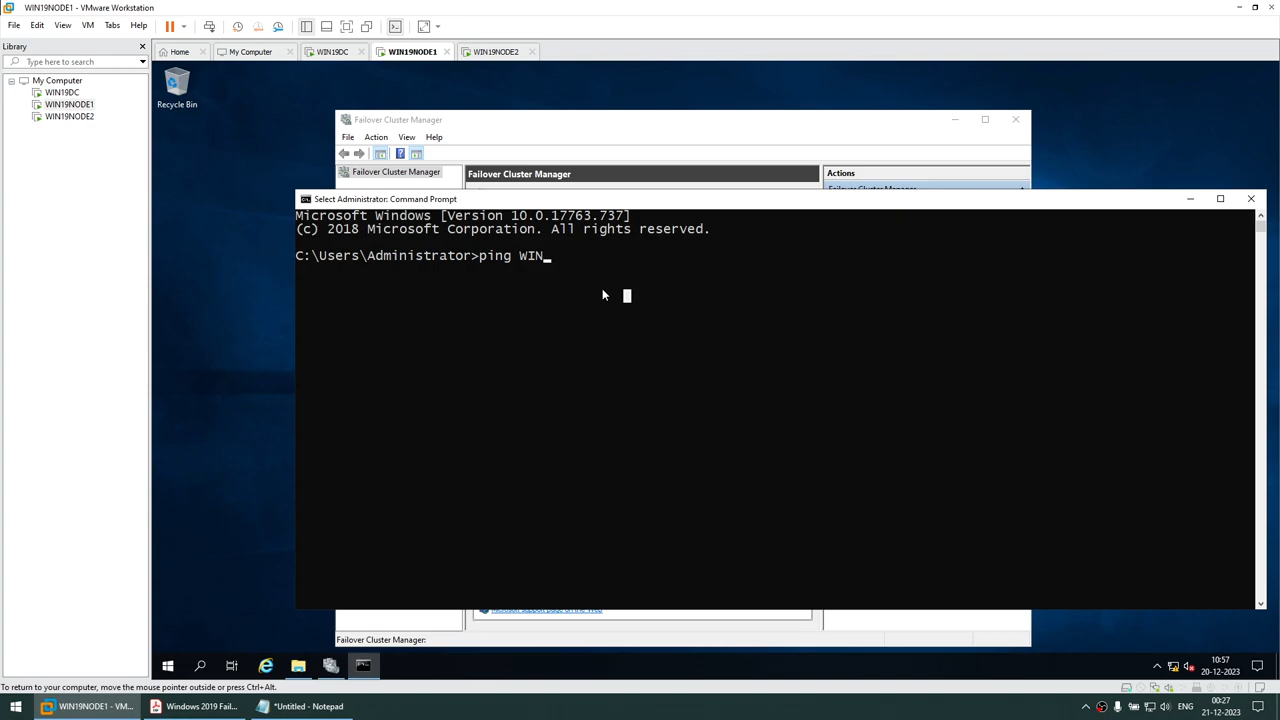 WIN19NODE1 - VMware Workstation
File Edit View VM Tabs Help
Library
Type here to search
My Computer
WIN19DC
WIN19NODE1
WIN19NODE2
Home My Computer WIN19DC WIN19NODE1 WIN19NODE2
Recycle Bin
Failover Cluster Manager
File Action View Help
Failover Cluster Manager
Failover Cluster Manager
Actions
Failover Cluster Manager
Select Administrator: Command Prompt
Microsoft Windows [Version 10.0.17763.737]
(c) 2018 Microsoft Corporation. All rights reserved.
C:\Users\Administrator>ping WIN_
Failover Cluster Manager:
10:57
20-12-2023
To return to your computer, move the mouse pointer outside or press Ctrl+Alt.
WIN19NODE1 - VM...
Windows 2019 Fail...
*Untitled - Notepad
ENG
00:27
21-12-2023